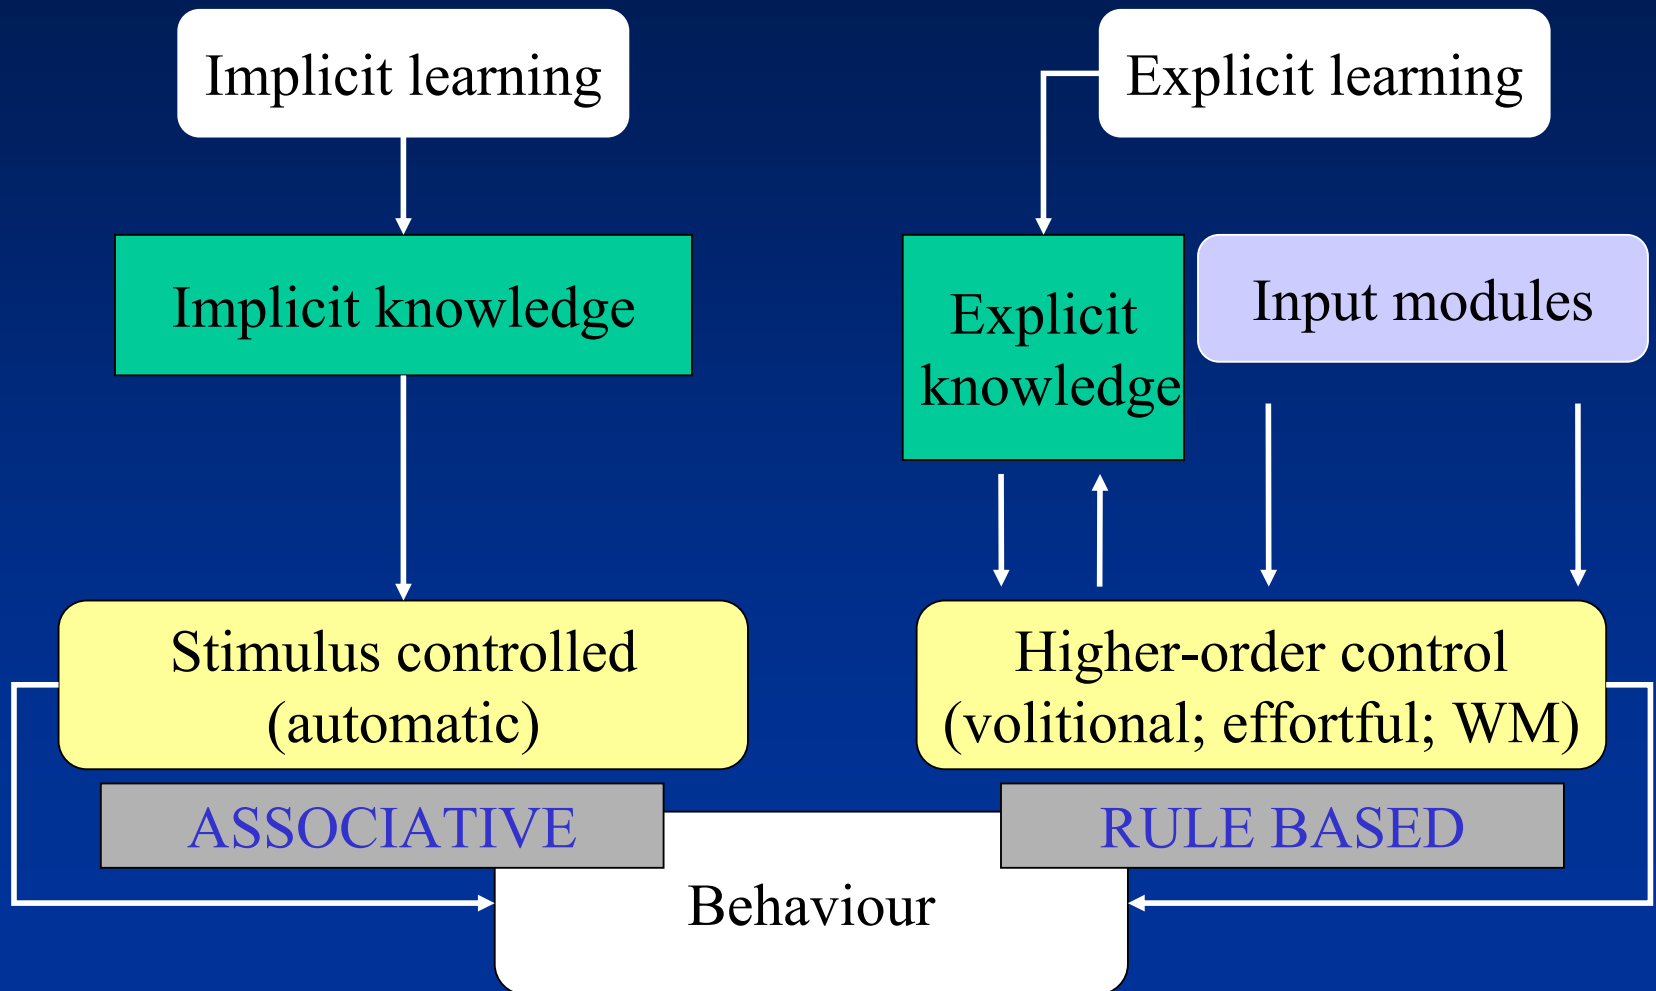 Implicit learning
Explicit learning
Implicit knowledge
Explicit
knowledge
Input modules
Stimulus controlled
(automatic)
Higher-order control
(volitional; effortful; WM)
ASSOCIATIVE
RULE BASED
Behaviour